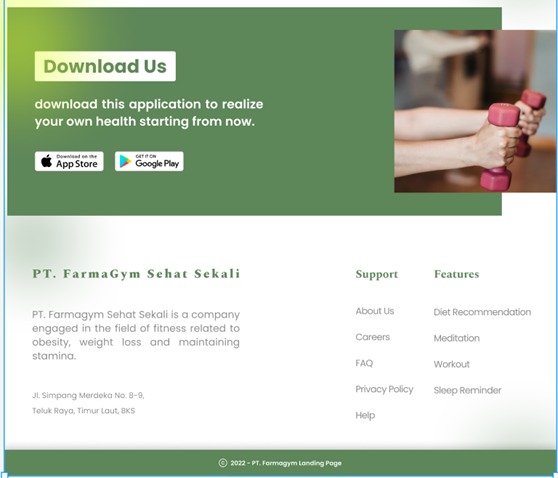 Download Us
download this application to realize
your own health starting from now.
Download on the
App Store
GET IT ON
Google Play
PT. FarmaGym Sehat Sekali
PT. Farmagym Sehat Sekali is a company
engaged in the field of fitness related to
obesity, weight loss and maintaining
stamina.
Jl. Simpang Merdeka No. 8-9,
Teluk Raya, Timur Laut, BKS
Support
About Us
Careers
FAQ
Privacy Policy
Help
Features
Diet Recommendation
Meditation
Workout
Sleep Reminder
© 2022 - PT. Farmagym Landing Page